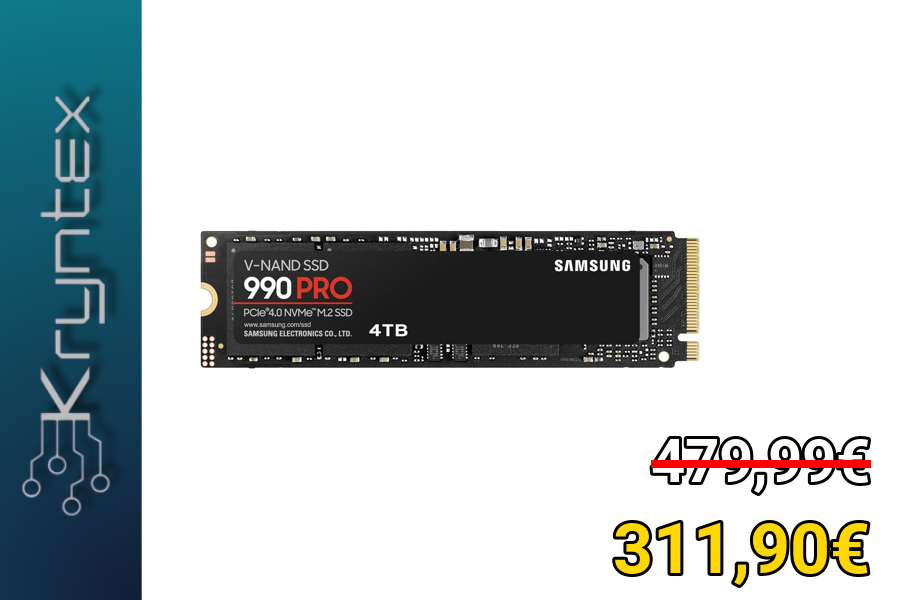 Kryntex
V-NAND SSD
SAMSUNG
990 PRO
PCIe®4.0 NVMe™ M.2 SSD
www.samsung.com/ssd
SAMSUNG ELECTRONICS CO., LTD.
4TB
479,99€
311,90€